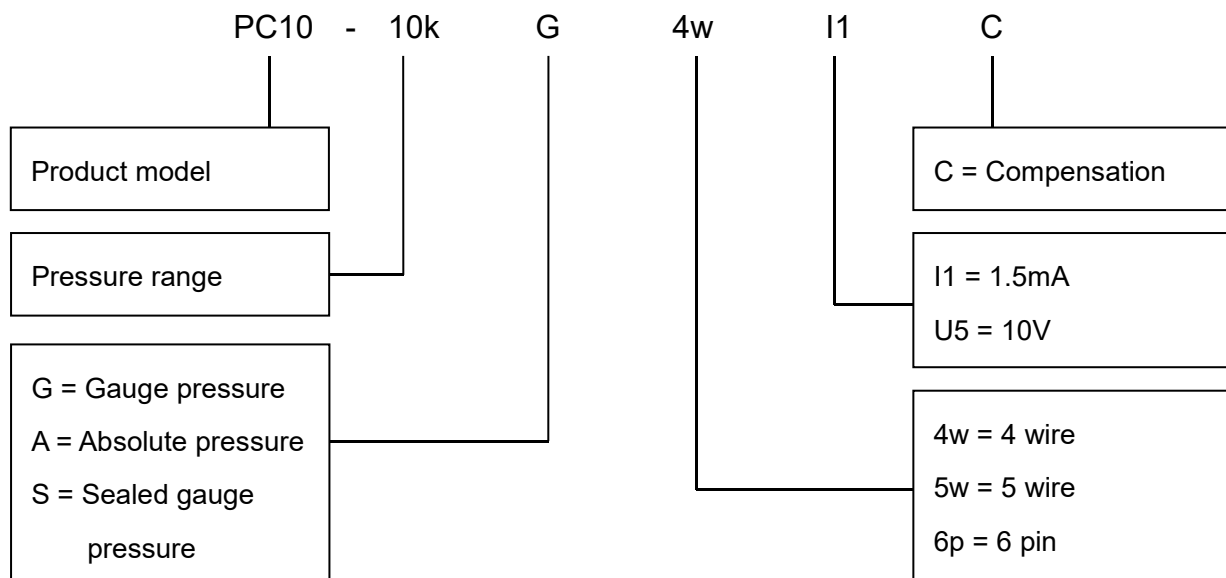 PC10 - 10k G 4w I1 C
Product model
C = Compensation
Pressure range
I1 = 1.5mA
U5 = 10V
G = Gauge pressure
A = Absolute pressure
S = Sealed gauge
pressure
4w = 4 wire
5w = 5 wire
6p = 6 pin